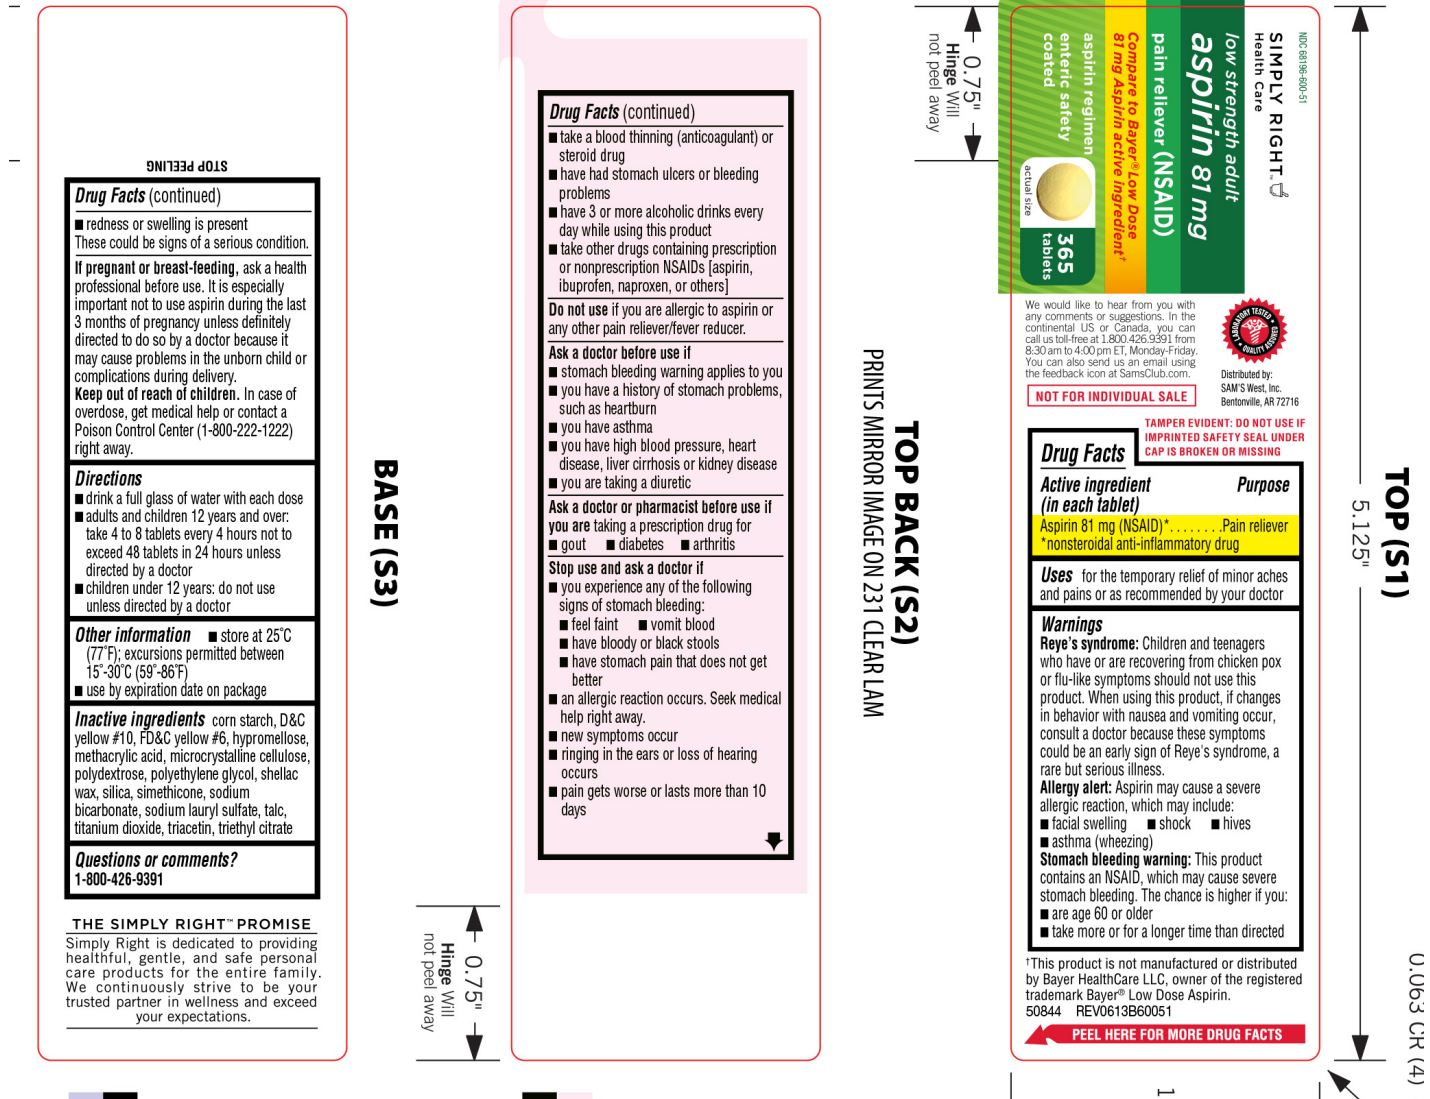 STOP PEELING
Drug Facts (continued)
■ redness or swelling is present
These could be signs of a serious condition.
If pregnant or breast-feeding, ask a health
professional before use. It is especially
important not to use aspirin during the last
3 months of pregnancy unless definitely
directed to do so by a doctor because it
may cause problems in the unborn child or
complications during delivery.
Keep out of reach of children. In case of
overdose, get medical help or contact a
Poison Control Center (1-800-222-1222)
right away.
Directions
■ drink a full glass of water with each dose
■ adults and children 12 years and over:
take 4 to 8 tablets every 4 hours not to
exceed 48 tablets in 24 hours unless
directed by a doctor
■ children under 12 years: do not use
unless directed by a doctor
Other information ■ store at 25°C
(77°F); excursions permitted between
15°-30°C (59°-86°F)
■ use by expiration date on package
Inactive ingredients corn starch, D&C
yellow #10, FD&C yellow #6, hypromellose,
methacrylic acid, microcrystalline cellulose,
polydextrose, polyethylene glycol, shellac
wax, silica, simethicone, sodium
bicarbonate, sodium lauryl sulfate, talc,
titanium dioxide, triacetin, triethyl citrate
Questions or comments?
1-800-426-9391
THE SIMPLY RIGHT™ PROMISE
Simply Right is dedicated to providing
healthful, gentle, and safe personal
care products for the entire family.
We continuously strive to be your
trusted partner in wellness and exceed
your expectations.
BASE (S3)
0.75"
Hinge Will
not peel away
Drug Facts (continued)
■ take a blood thinning (anticoagulant) or
steroid drug
■ have had stomach ulcers or bleeding
problems
■ have 3 or more alcoholic drinks every
day while using this product
■ take other drugs containing prescription
or nonprescription NSAIDs [aspirin,
ibuprofen, naproxen, or others]
Do not use if you are allergic to aspirin or
any other pain reliever/fever reducer.
Ask a doctor before use if
■ stomach bleeding warning applies to you
■ you have a history of stomach problems,
such as heartburn
■ you have asthma
■ you have high blood pressure, heart
disease, liver cirrhosis or kidney disease
■ you are taking a diuretic
Ask a doctor or pharmacist before use if
you are taking a prescription drug for
■ gout ■ diabetes ■ arthritis
Stop use and ask a doctor if
■ you experience any of the following
signs of stomach bleeding:
■ feel faint ■ vomit blood
■ have bloody or black stools
■ have stomach pain that does not get
better
■ an allergic reaction occurs. Seek medical
help right away.
■ new symptoms occur
■ ringing in the ears or loss of hearing
occurs
■ pain gets worse or lasts more than 10
days
TOP BACK (S2)
PRINTS MIRROR IMAGE ON 231 CLEAR LAM
0.75"
Hinge Will
not peel away
NDC 68196-600-51
SIMPLY RIGHT™
Health Care
low strength adult
aspirin 81 mg
pain reliever (NSAID)
Compare to Bayer® Low Dose
81 mg Aspirin active ingredient†
aspirin regimen
enteric safety
coated
actual size
365
tablets
We would like to hear from you with
any comments or suggestions. In the
continental US or Canada, you can
call us toll-free at 1.800.426.9391 from
8:30 am to 4:00 pm ET, Monday-Friday.
You can also send us an email using
the feedback icon at SamsClub.com.
NOT FOR INDIVIDUAL SALE
LABORATORY TESTED • QUALITY ASSURED •
Distributed by:
SAM'S West, Inc.
Bentonville, AR 72716
TAMPER EVIDENT: DO NOT USE IF
IMPRINTED SAFETY SEAL UNDER
CAP IS BROKEN OR MISSING
Drug Facts
Active ingredient Purpose
(in each tablet)
Aspirin 81 mg (NSAID)*........Pain reliever
*nonsteroidal anti-inflammatory drug
Uses for the temporary relief of minor aches
and pains or as recommended by your doctor
Warnings
Reye's syndrome: Children and teenagers
who have or are recovering from chicken pox
or flu-like symptoms should not use this
product. When using this product, if changes
in behavior with nausea and vomiting occur,
consult a doctor because these symptoms
could be an early sign of Reye's syndrome, a
rare but serious illness.
Allergy alert: Aspirin may cause a severe
allergic reaction, which may include:
■ facial swelling ■ shock ■ hives
■ asthma (wheezing)
Stomach bleeding warning: This product
contains an NSAID, which may cause severe
stomach bleeding. The chance is higher if you:
■ are age 60 or older
■ take more or for a longer time than directed
†This product is not manufactured or distributed
by Bayer HealthCare LLC, owner of the registered
trademark Bayer® Low Dose Aspirin.
50844 REV0613B60051
PEEL HERE FOR MORE DRUG FACTS
TOP (S1)
5.125"
0.063 CR (4)
1